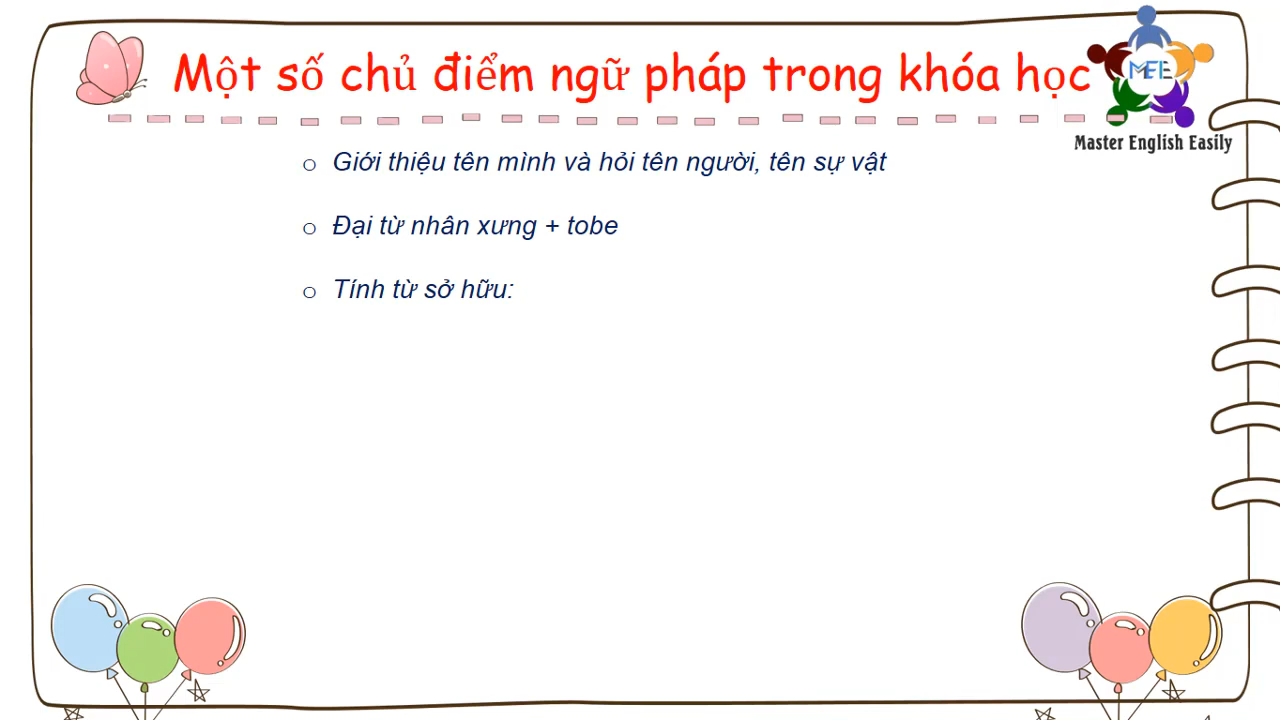 Một số chủ điểm ngữ pháp trong khóa học
MEE
Master English Easily
Giới thiệu tên mình và hỏi tên người, tên sự vật
Đại từ nhân xưng + tobe
Tính từ sở hữu: